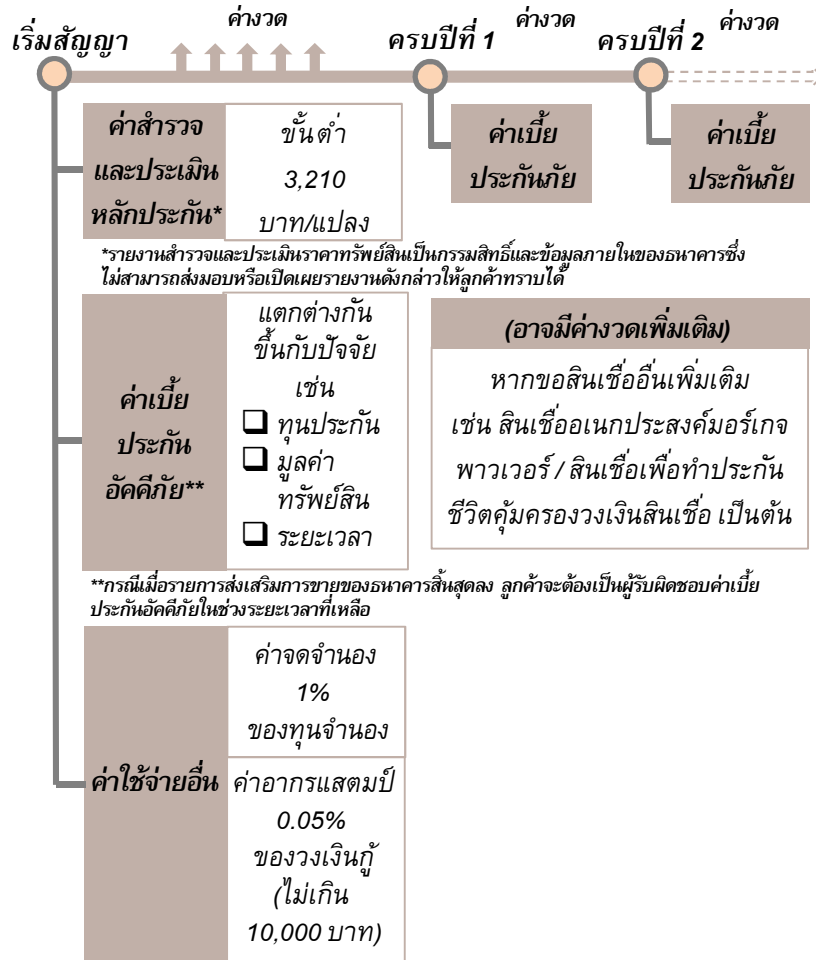 ค่างวด
ค่างวด
ค่างวด
เริ่มสัญญา
ครบปีที่ 1
ครบปีที่ 2
ค่าสำรวจ
และประเมิน
หลักประกัน*
ขั้นต่ำ
3,210
บาท/แปลง
ค่าเบี้ย
ประกันภัย
ค่าเบี้ย
ประกันภัย
*รายงานสำรวจและประเมินราคาทรัพย์สินเป็นกรรมสิทธิ์และข้อมูลภายในของธนาคารซึ่ง
ไม่สามารถส่งมอบหรือเปิดเผยรายงานดังกล่าวให้ลูกค้าทราบได้
ค่าเบี้ย
ประกัน
อัคคีภัย**
แตกต่างกัน
ขึ้นกับปัจจัย
เช่น
❑ ทุนประกัน
❑ มูลค่า
ทรัพย์สิน
❑ ระยะเวลา
(อาจมีค่างวดเพิ่มเติม)
หากขอสินเชื่ออื่นเพิ่มเติม
เช่น สินเชื่ออเนกประสงค์มอร์เกจ
พาวเวอร์ / สินเชื่อเพื่อทำประกัน
ชีวิตคุ้มครองวงเงินสินเชื่อ เป็นต้น
**กรณีเมื่อรายการส่งเสริมการขายของธนาคารสิ้นสุดลง ลูกค้าจะต้องเป็นผู้รับผิดชอบค่าเบี้ย
ประกันอัคคีภัยในช่วงระยะเวลาที่เหลือ
ค่าใช้จ่ายอื่น
ค่าจดจำนอง
1%
ของทุนจำนอง
ค่าอากรแสตมป์
0.05%
ของวงเงินกู้
(ไม่เกิน
10,000 บาท)